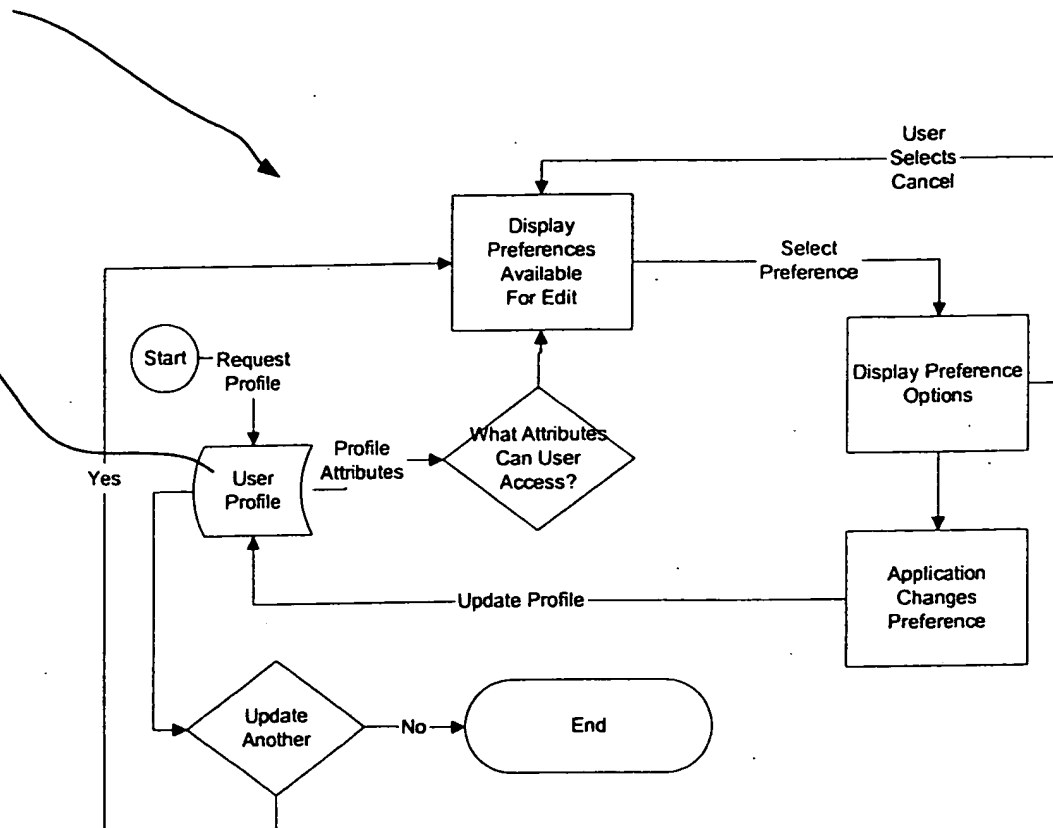 User
Selects
Cancel
Display
Preferences
Available
For Edit
Select
Preference
Start
Request
Profile
Display Preference
Options
What Attributes
Can User
Access?
Profile
Attributes
User
Profile
Yes
Application
Changes
Preference
Update Profile
Update
Another
No
End